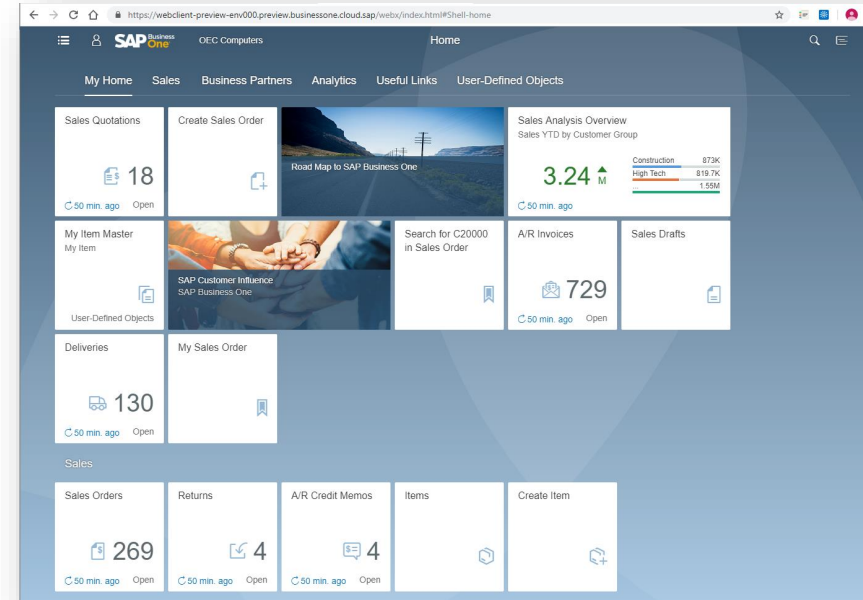 https://webclient-preview-env000.preview.businessone.cloud.sap/webx/index.html#Shell-home
SAP Business One
OEC Computers
Home
My Home Sales Business Partners Analytics Useful Links User-Defined Objects
Sales Quotations
18
50 min. ago Open
Create Sales Order
Road Map to SAP Business One
Sales Analysis Overview
Sales YTD by Customer Group
3.24 M
Construction 873K
High Tech 819.7K
... 1.55M
50 min. ago
My Item Master
My Item
User-Defined Objects
SAP Customer Influence
SAP Business One
Search for C20000
in Sales Order
A/R Invoices
729
50 min. ago Open
Sales Drafts
Deliveries
130
50 min. ago Open
My Sales Order
Sales
Sales Orders
269
50 min. ago Open
Returns
4
50 min. ago Open
A/R Credit Memos
4
50 min. ago Open
Items
Create Item